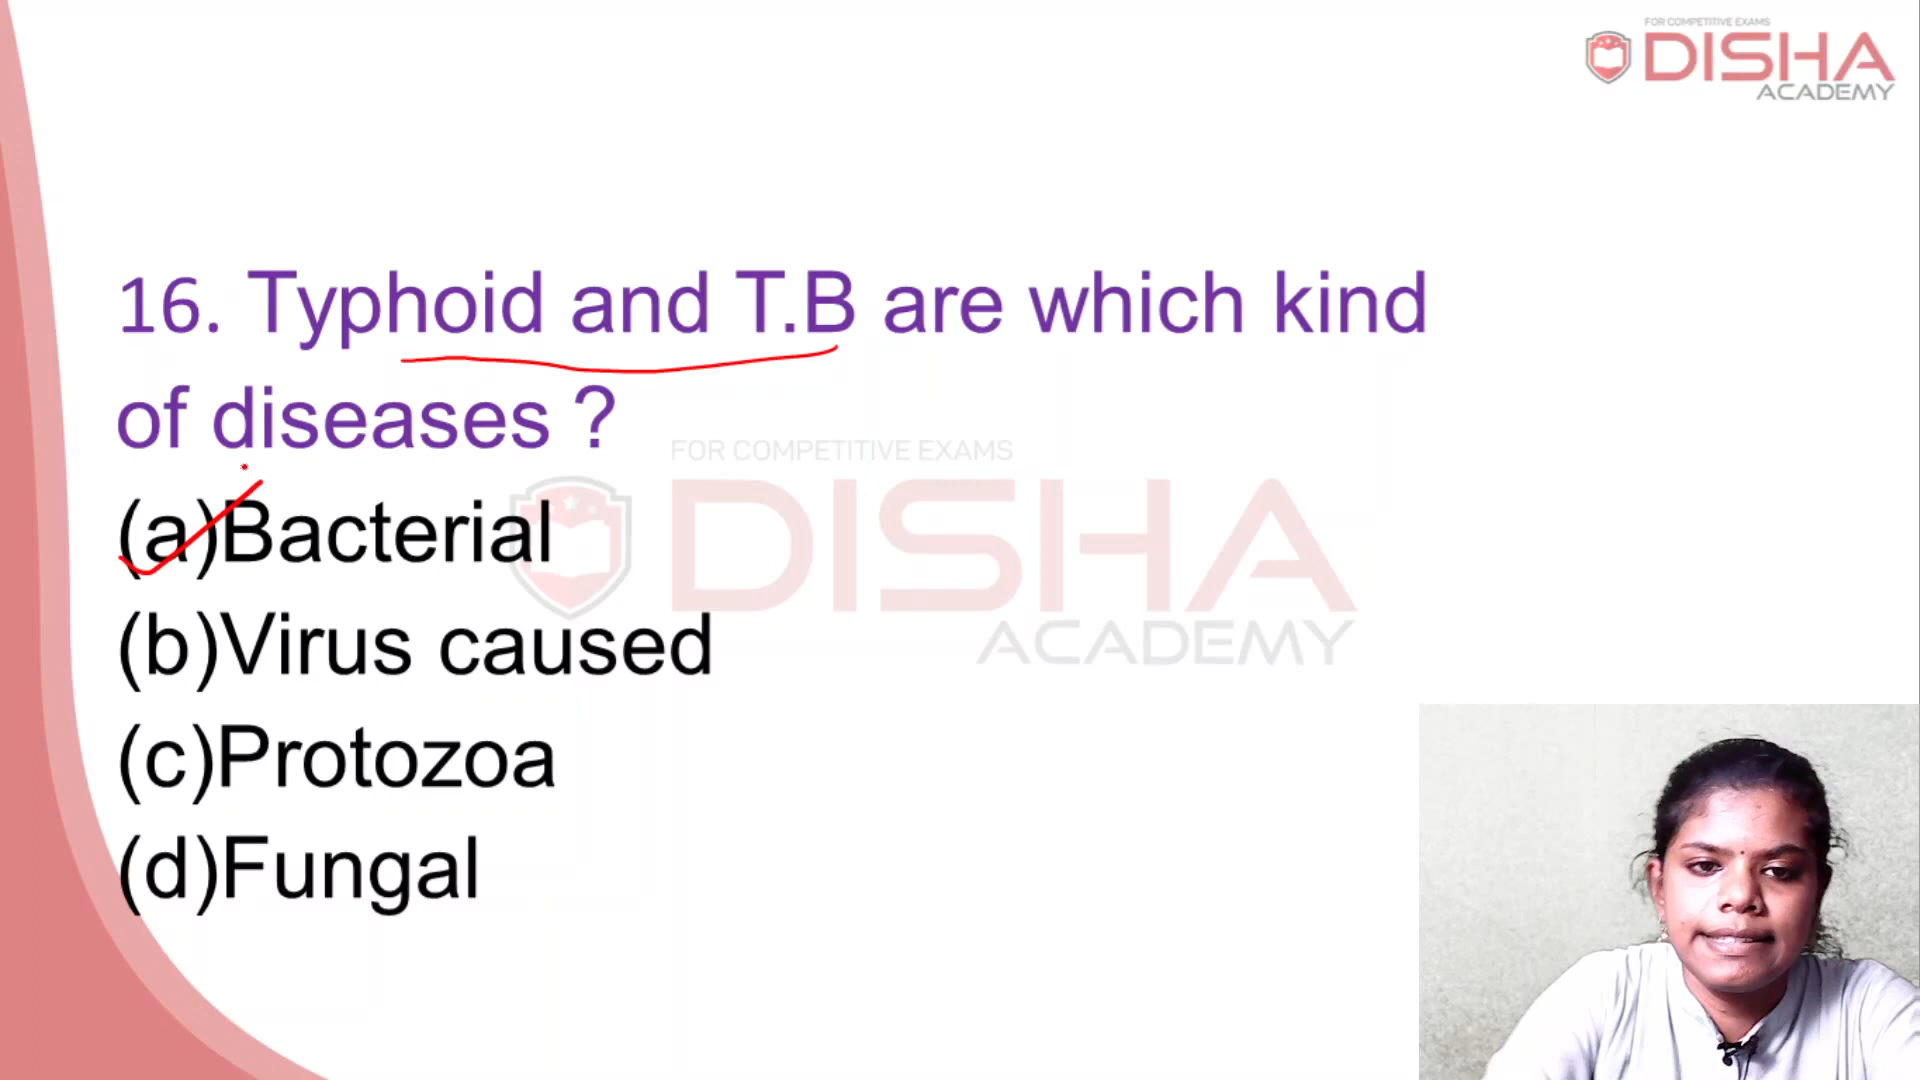 FOR COMPETITIVE EXAMS
DISHA
ACADEMY
16. Typhoid and T.B are which kind
of diseases ?
FOR COMPETITIVE EXAMS
DISHA
ACADEMY
(a)Bacterial
(b)Virus caused
(c)Protozoa
(d)Fungal